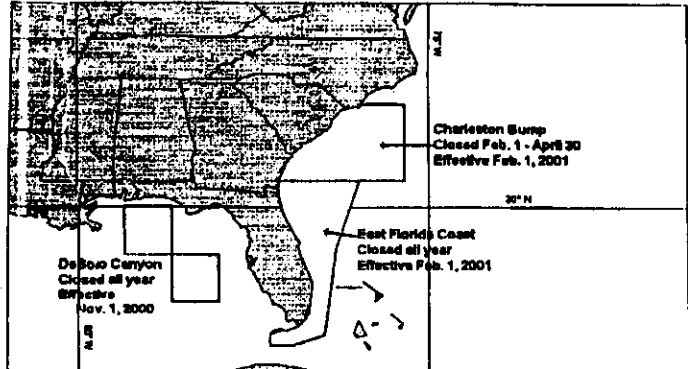 Charleston Bump
Closed Feb. 1 - April 30
Effective Feb. 1, 2001
30° N
East Florida Coast
Closed all year
Effective Feb. 1, 2001
DeSoto Canyon
Closed all year
Effective
Nov. 1, 2000